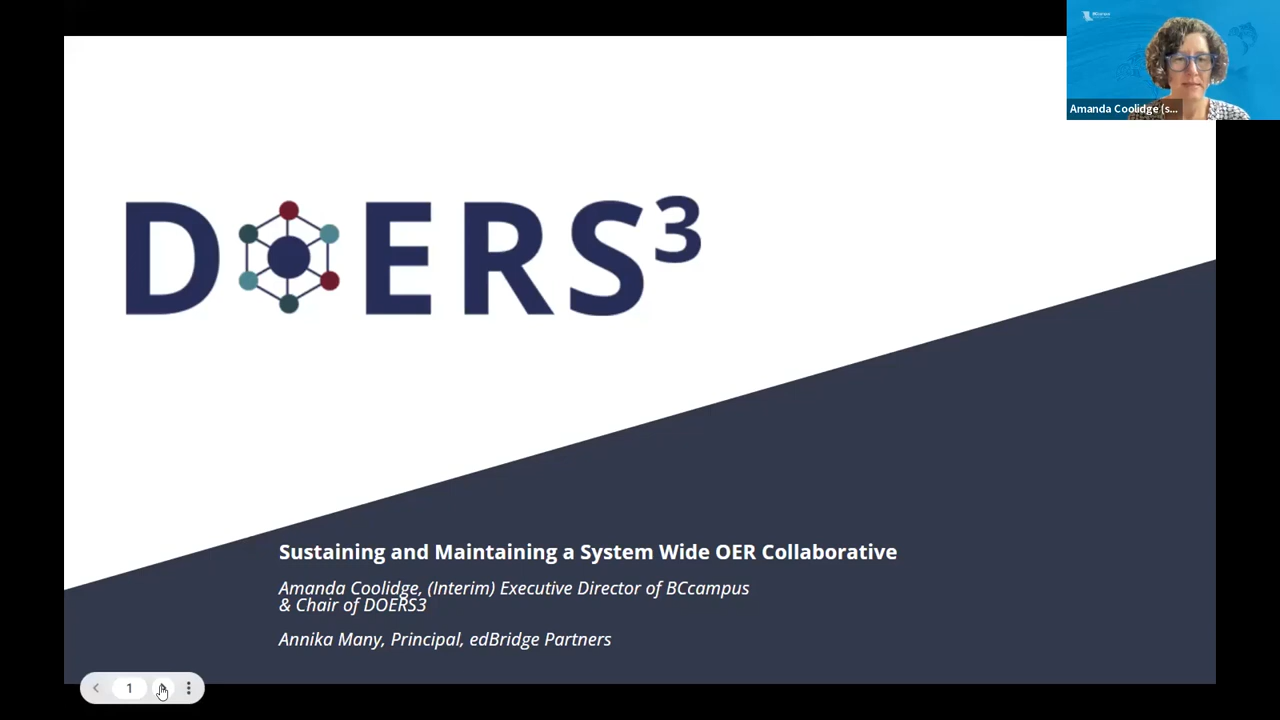 Amanda Coolidge (s...
DOERS³
Sustaining and Maintaining a System Wide OER Collaborative
Amanda Coolidge, (Interim) Executive Director of BCcampus
& Chair of DOERS3
Annika Many, Principal, edBridge Partners
1